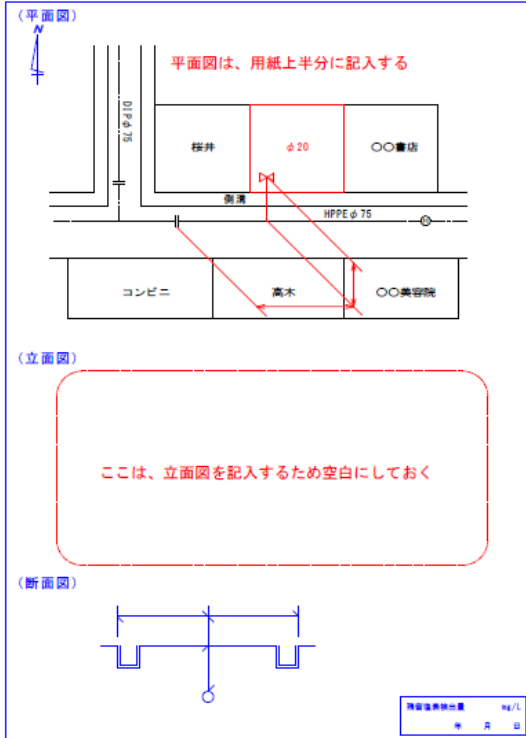 (平面図)
N
平面図は、用紙上半分に記入する
DIPφ75
桜井
φ20
〇〇書店
側溝
HPPEφ75
コンビニ
高木
〇〇美容院
(立面図)
ここは、立面図を記入するため空白にしておく
(断面図)
残留塩素検出量 mg/L
年 月 日